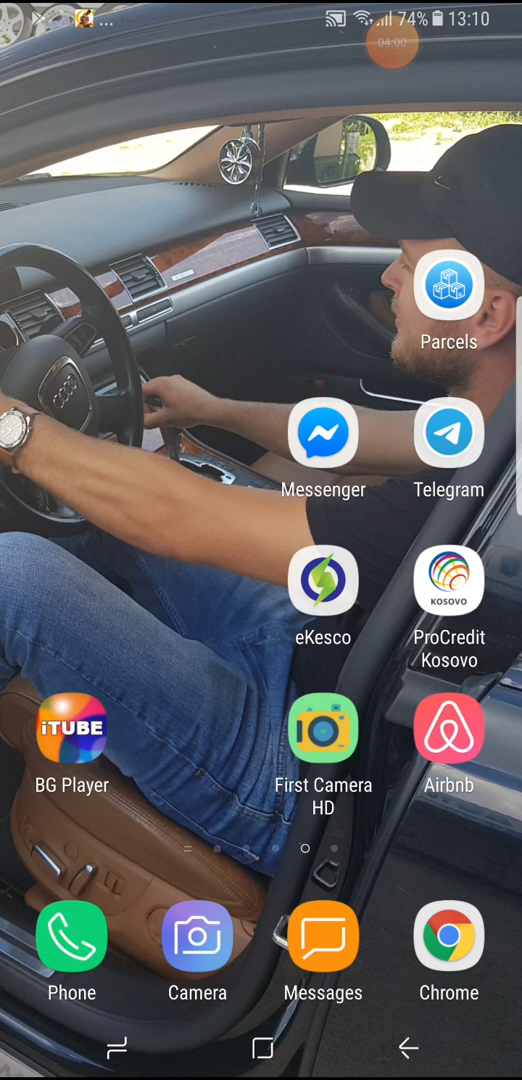 ... 74% 13:10
04:00
Parcels
Messenger
Telegram
KOSOVO
eKesco
ProCredit
Kosovo
iTUBE
BG Player
First Camera
HD
Airbnb
Phone
Camera
Messages
Chrome